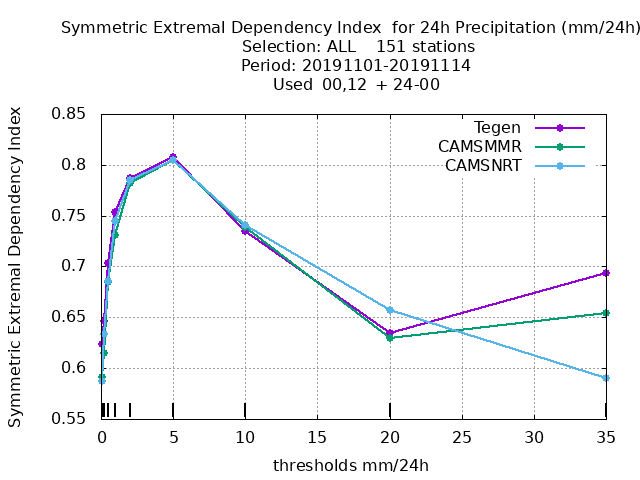 Symmetric Extremal Dependency Index for 24h Precipitation (mm/24h)
Selection: ALL 151 stations
Period: 20191101-20191114
Used 00,12 + 24-00
Symmetric Extremal Dependency Index
0.85
0.8
0.75
0.7
0.65
0.6
0.55
Tegen
CAMSMMR
CAMSNRT
0 5 10 15 20 25 30 35
thresholds mm/24h